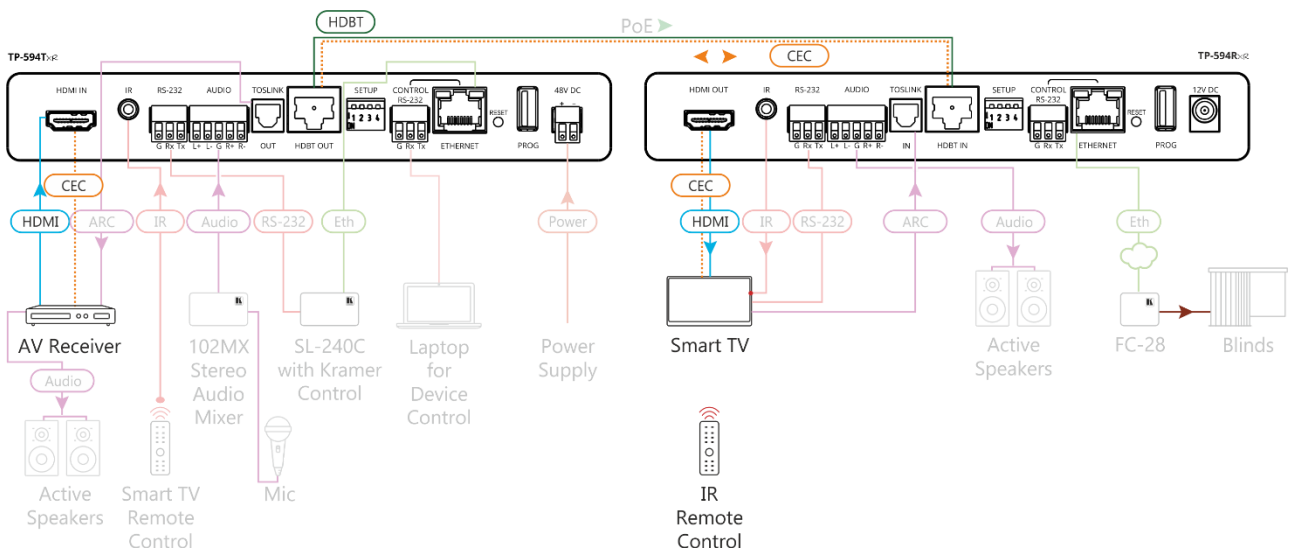 HDBT
PoE
CEC
TP-594TxR
TP-594RxR
HDMI IN
IR
RS-232
AUDIO
TOSLINK
SETUP
CONTROL
RS-232
48V DC
+ -
RESET
1 2 3 4
ON
G Rx Tx
L+ L- G R+ R-
OUT
HDBT OUT
G Rx Tx
ETHERNET
PROG
HDMI OUT
IR
RS-232
AUDIO
TOSLINK
SETUP
CONTROL
RS-232
12V DC
RESET
1 2 3 4
ON
G Rx Tx
L+ L- G R+ R-
IN
HDBT IN
G Rx Tx
ETHERNET
PROG
CEC
HDMI
ARC
IR
Audio
RS-232
Eth
Power
CEC
HDMI
IR
RS-232
ARC
Audio
Eth
AV Receiver
102MX
Stereo
Audio
Mixer
SL-240C
with Kramer
Control
Laptop
for
Device
Control
Power
Supply
Smart TV
Active
Speakers
FC-28
Blinds
Audio
Active
Speakers
Smart TV
Remote
Control
Mic
IR
Remote
Control